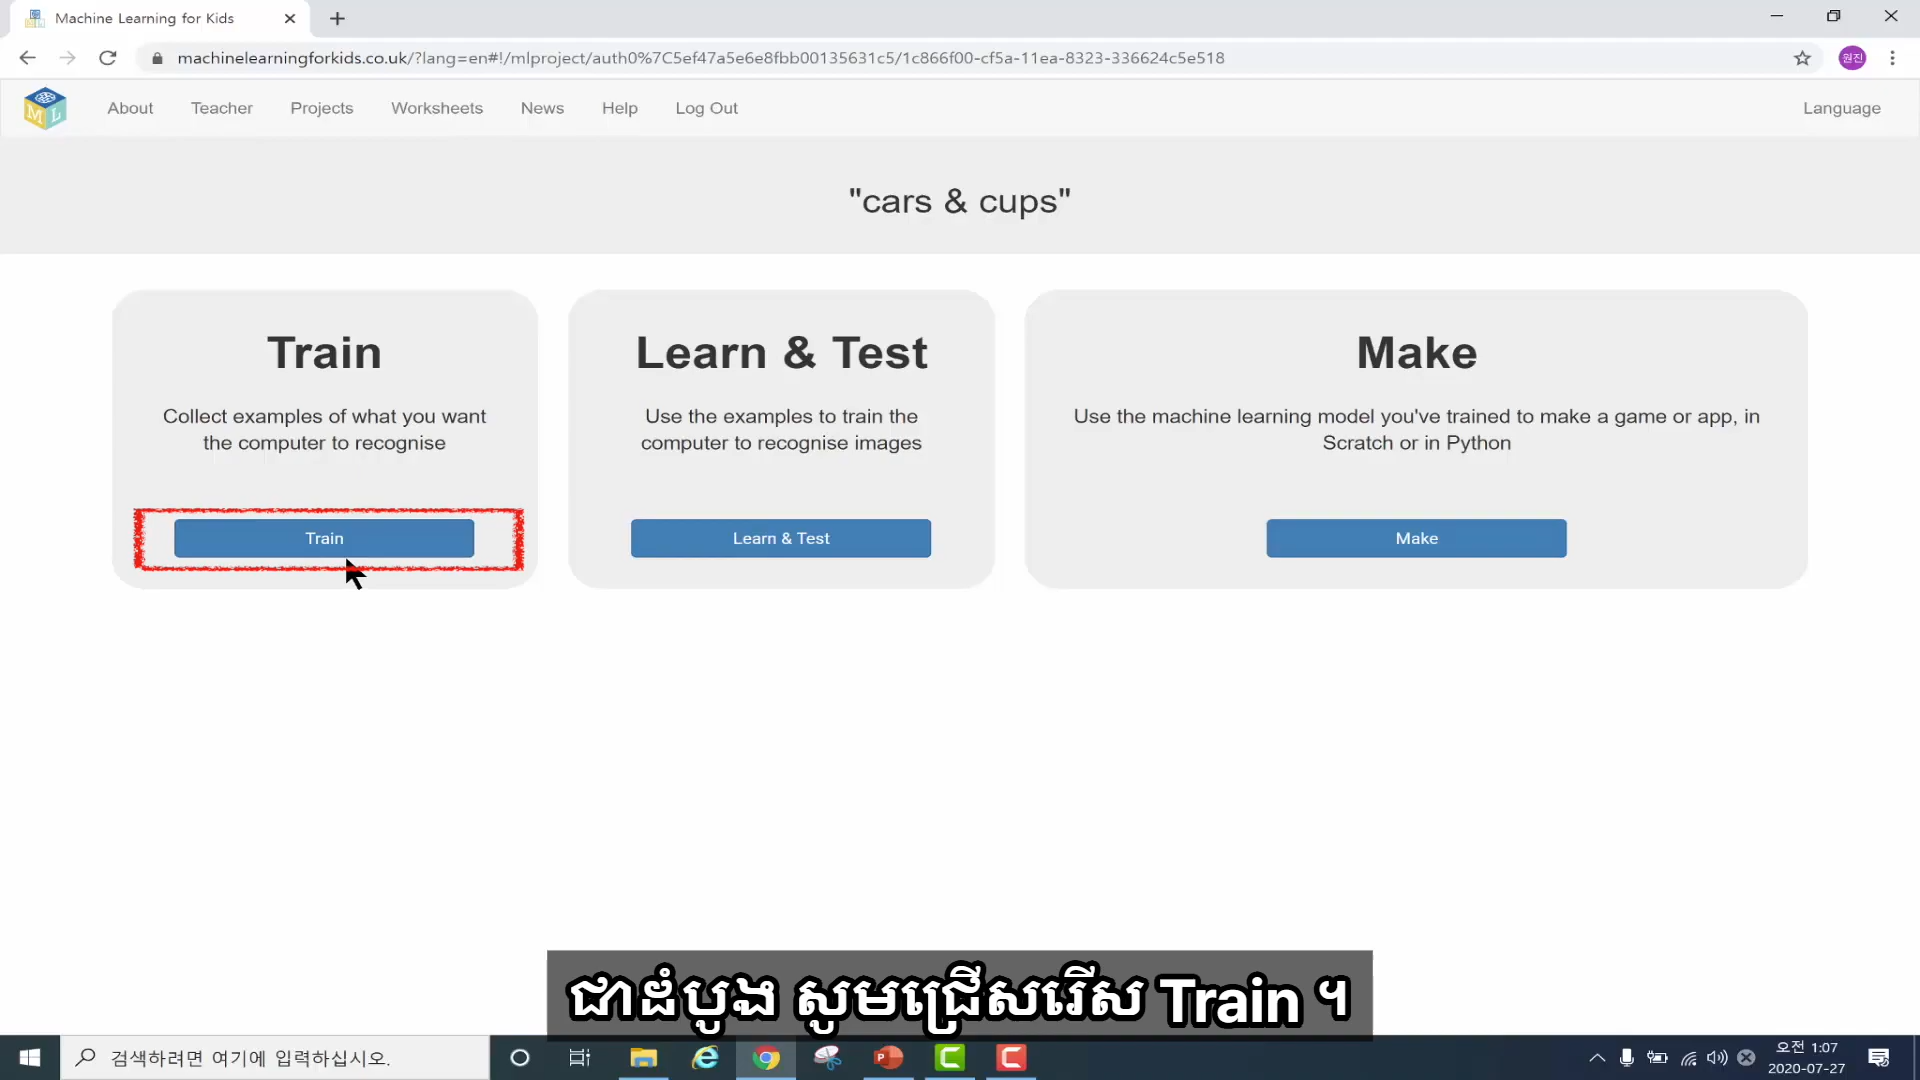 Machine Learning for Kids
machinelearningforkids.co.uk/?lang=en#!/mlproject/auth0%7C5ef47a5e6e8fbb00135631c5/1c866f00-cf5a-11ea-8323-336624c5e518
원진
About Teacher Projects Worksheets News Help Log Out Language
"cars & cups"
Train
Collect examples of what you want
the computer to recognise
Train
Learn & Test
Use the examples to train the
computer to recognise images
Learn & Test
Make
Use the machine learning model you've trained to make a game or app, in
Scratch or in Python
Make
ជាដំបូង សូមជ្រើសរើស Train ។
검색하려면 여기에 입력하십시오.
오전 1:07
2020-07-27